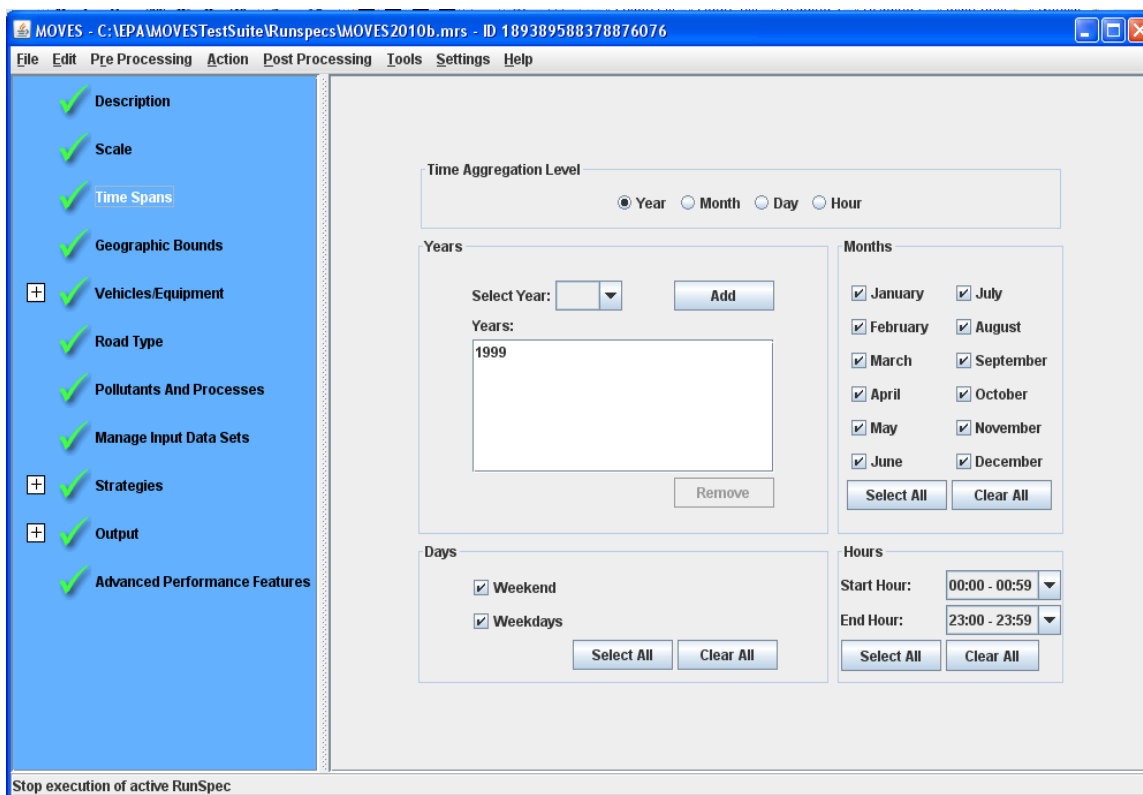 MOVES - C:\EPA\MOVESTestSuite\Runspecs\MOVES2010b.mrs - ID 189389588378876076
File Edit Pre Processing Action Post Processing Tools Settings Help
Description
Scale
Time Spans
Geographic Bounds
Vehicles/Equipment
Road Type
Pollutants And Processes
Manage Input Data Sets
Strategies
Output
Advanced Performance Features
Time Aggregation Level
Year Month Day Hour
Years
Select Year: Add
Years:
1999
Remove
Months
January July
February August
March September
April October
May November
June December
Select All Clear All
Days
Weekend
Weekdays
Select All Clear All
Hours
Start Hour: 00:00 - 00:59
End Hour: 23:00 - 23:59
Select All Clear All
Stop execution of active RunSpec